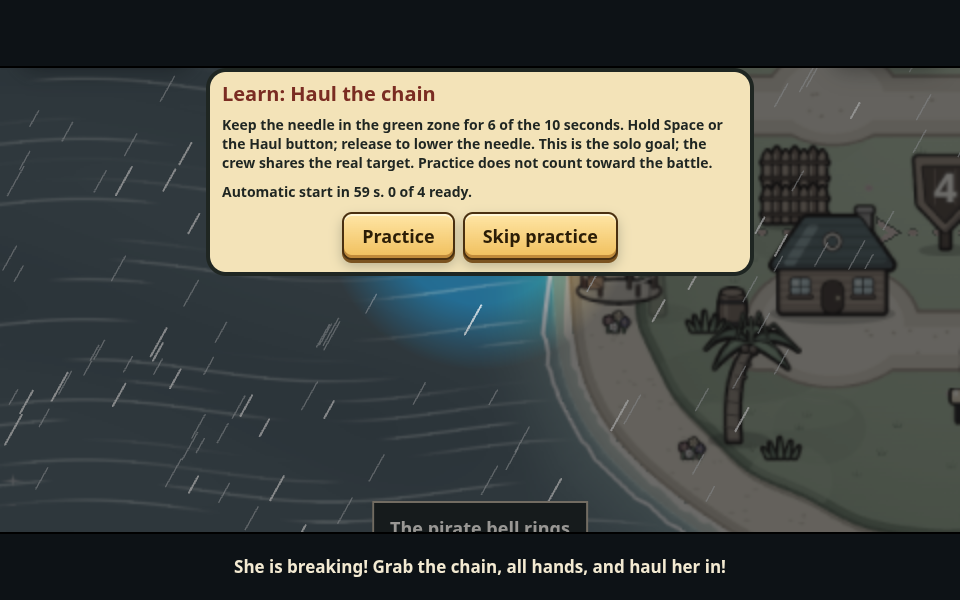 Learn: Haul the chain
Keep the needle in the green zone for 6 of the 10 seconds. Hold Space or
the Haul button; release to lower the needle. This is the solo goal; the
crew shares the real target. Practice does not count toward the battle.
Automatic start in 59 s. 0 of 4 ready.
Practice
Skip practice
4
The pirate bell rings
She is breaking! Grab the chain, all hands, and haul her in!